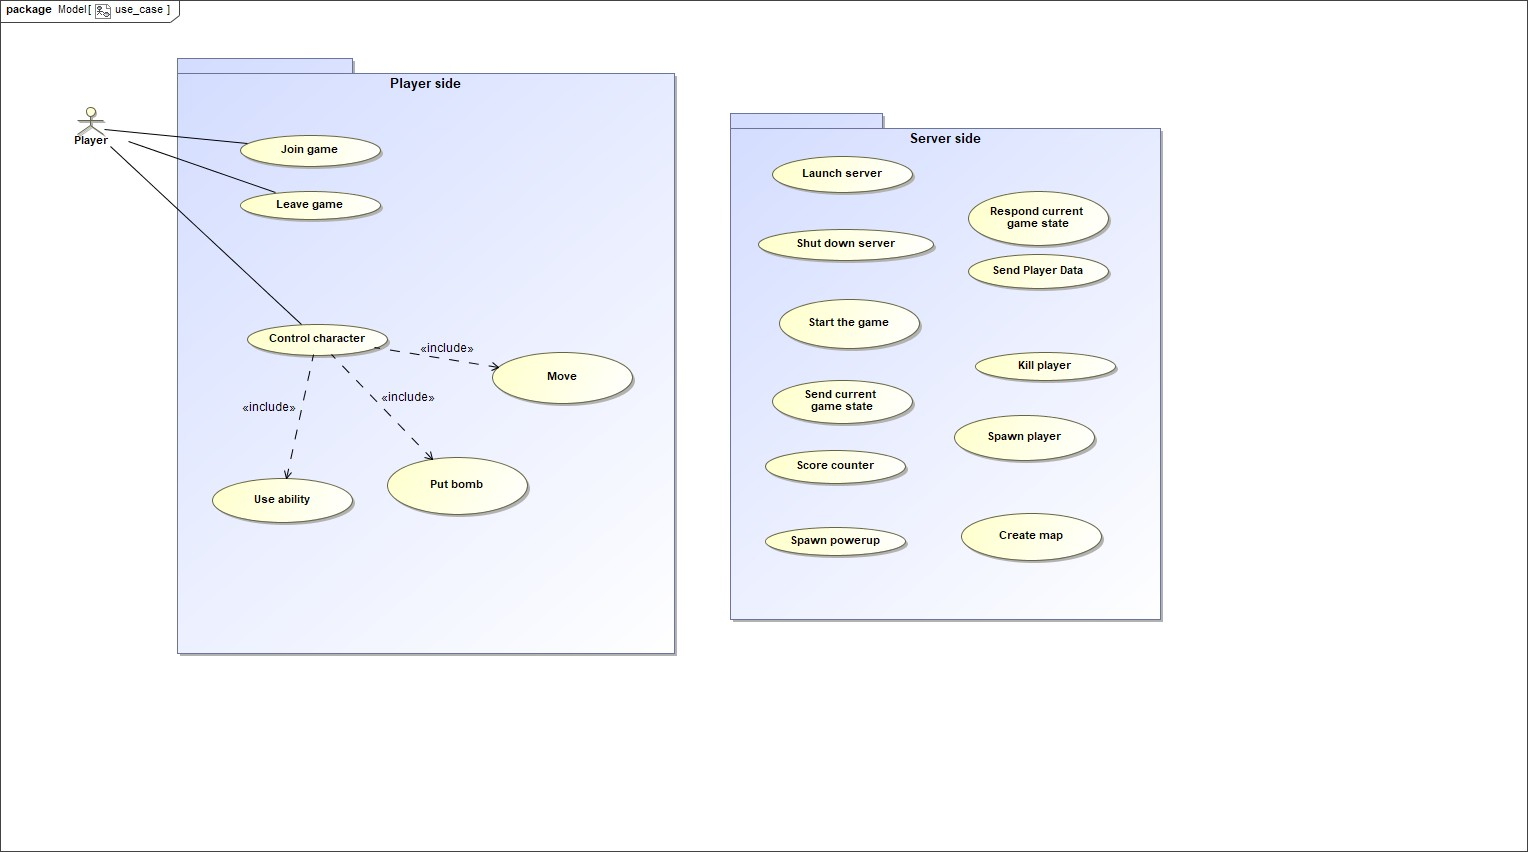 package Model[ use_case ]
Player side
Player
Join game
Leave game
Control character
«include»
Move
«include»
«include»
Use ability
Put bomb
Server side
Launch server
Respond current
game state
Shut down server
Send Player Data
Start the game
Kill player
Send current
game state
Spawn player
Score counter
Spawn powerup
Create map